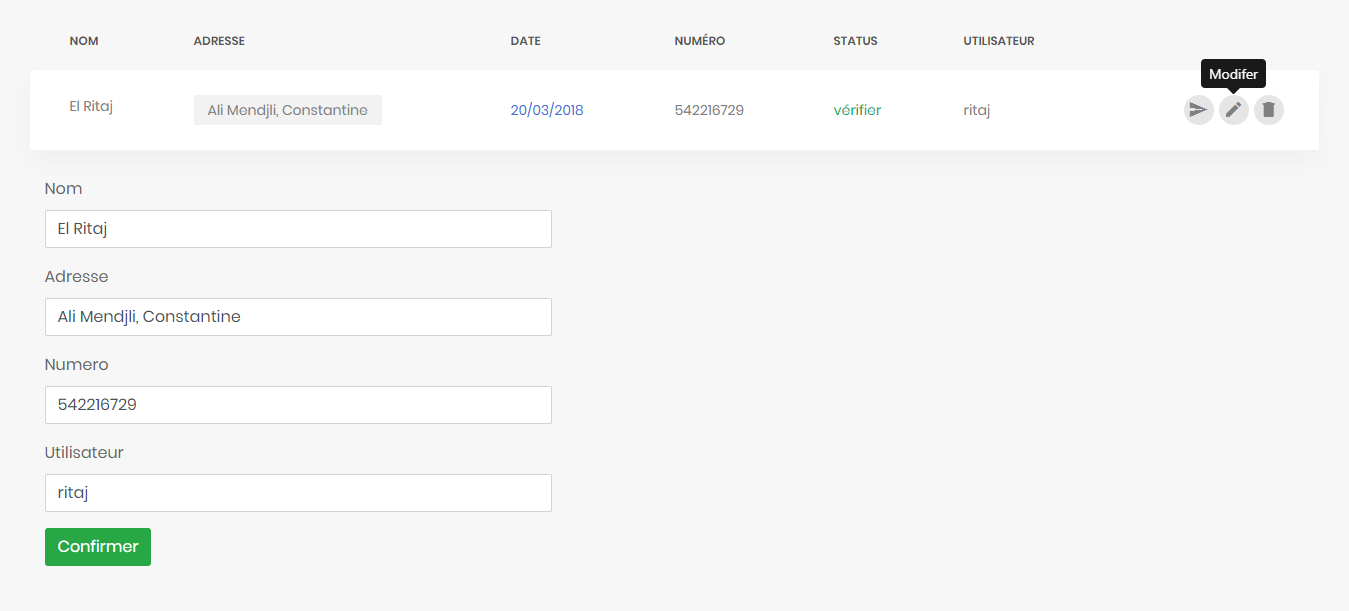 NOM ADRESSE DATE NUMÉRO STATUS UTILISATEUR
Modifer
El Ritaj Ali Mendjli, Constantine 20/03/2018 542216729 vérifier ritaj
Nom
El Ritaj
Adresse
Ali Mendjli, Constantine
Numero
542216729
Utilisateur
ritaj
Confirmer